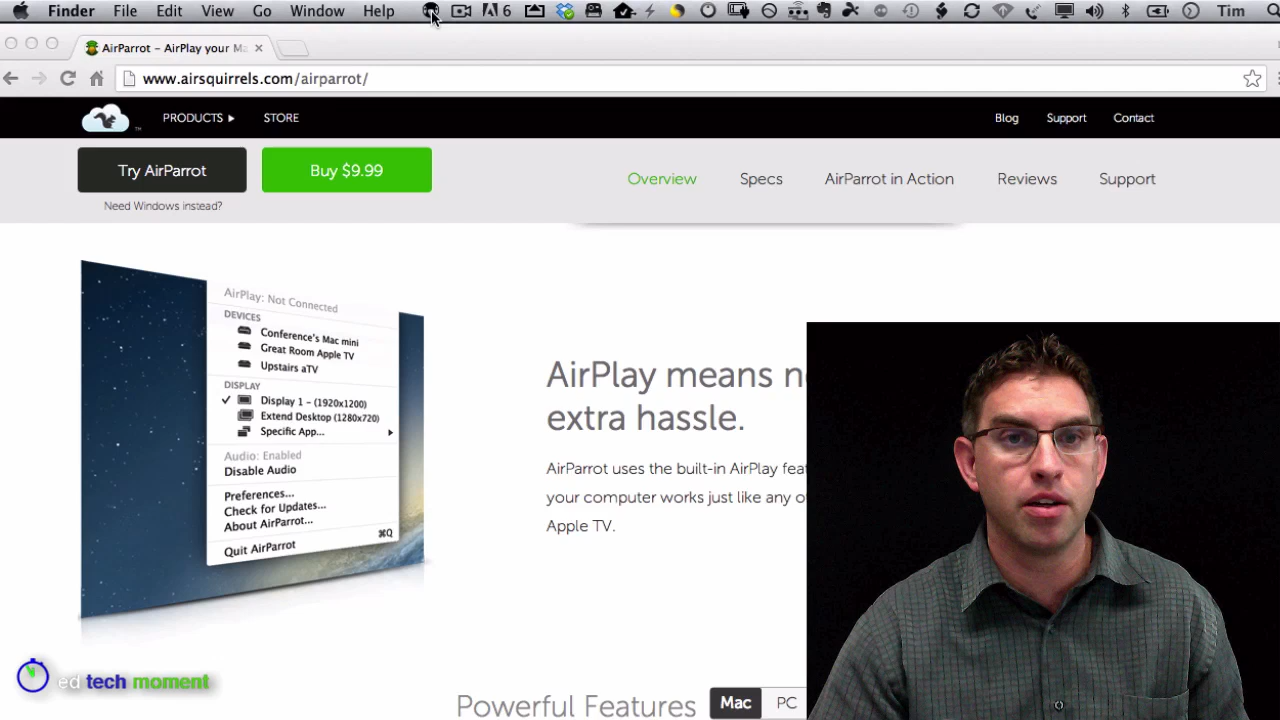 Finder File Edit View Go Window Help 6 Tim
AirParrot – AirPlay your Ma
www.airsquirrels.com/airparrot/
PRODUCTS STORE Blog Support Contact
Try AirParrot Buy $9.99 Overview Specs AirParrot in Action Reviews Support
Need Windows instead?
AirPlay: Not Connected
DEVICES
Conference's Mac mini
Great Room Apple TV
Upstairs aTV
DISPLAY
Display 1 - (1920x1200)
Extend Desktop (1280x720)
Specific App...
Audio: Enabled
Disable Audio
Preferences...
Check for Updates...
About AirParrot...
Quit AirParrot ⌘Q
AirPlay means n
extra hassle.
AirParrot uses the built-in AirPlay fea
your computer works just like any o
Apple TV.
ed tech moment
Powerful Features Mac PC